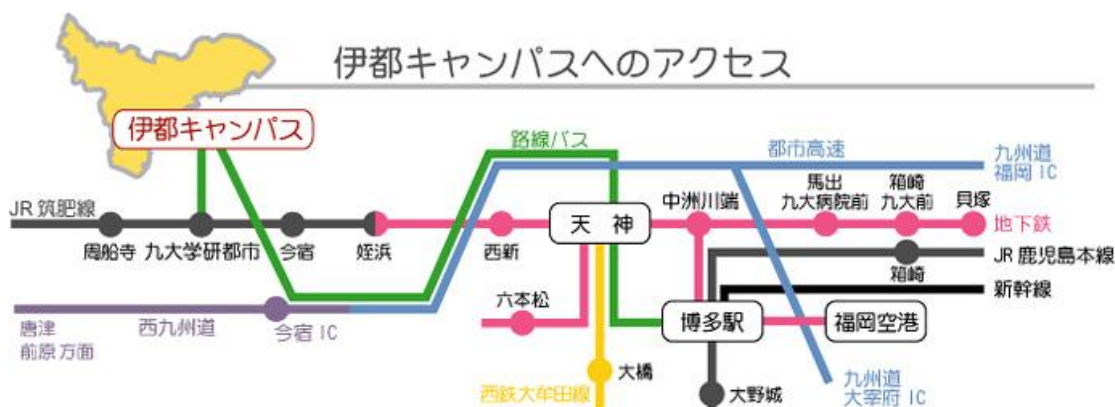 伊都キャンパスへのアクセス
伊都キャンパス
路線バス
都市高速
九州道
福岡 IC
JR 筑肥線
周船寺
九大学研都市
今宿
姪浜
西新
天神
中洲川端
馬出
九大病院前
箱崎
九大前
貝塚
地下鉄
箱崎
JR 鹿児島本線
新幹線
六本松
博多駅
福岡空港
唐津
前原方面
西九州道
今宿 IC
西鉄大牟田線
大橋
大野城
九州道
大宰府 IC